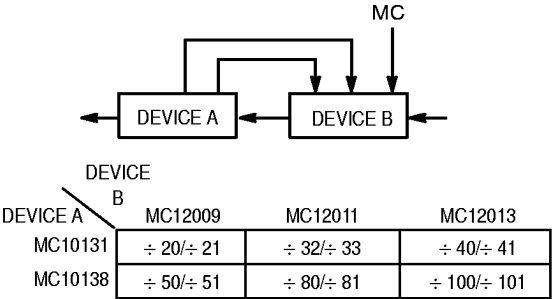 MC
DEVICE A
DEVICE B
DEVICE
B
DEVICE A
MC12009 MC12011 MC12013
MC10131 ÷ 20/÷ 21 ÷ 32/÷ 33 ÷ 40/÷ 41
MC10138 ÷ 50/÷ 51 ÷ 80/÷ 81 ÷ 100/÷ 101